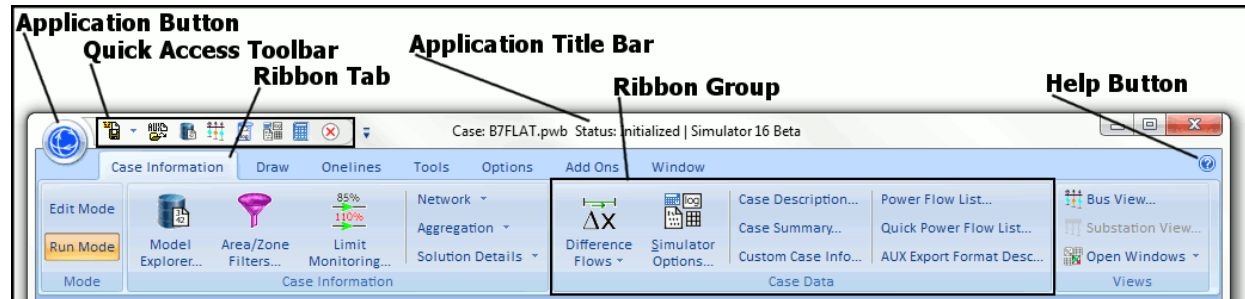 Application Button
Quick Access Toolbar
Ribbon Tab
Application Title Bar
Ribbon Group
Help Button
Case: B7FLAT.pwb Status: Initialized | Simulator 16 Beta
Case Information Draw Onelines Tools Options Add Ons Window
Edit Mode
Run Mode
Mode
Model Explorer...
Area/Zone Filters...
85%
110%
Limit Monitoring...
Network
Aggregation
Solution Details
Case Information
ΔX
Difference Flows
log
Simulator Options...
Case Description...
Case Summary...
Custom Case Info...
Power Flow List...
Quick Power Flow List...
AUX Export Format Desc...
Case Data
Bus View...
Substation View...
Open Windows
Views